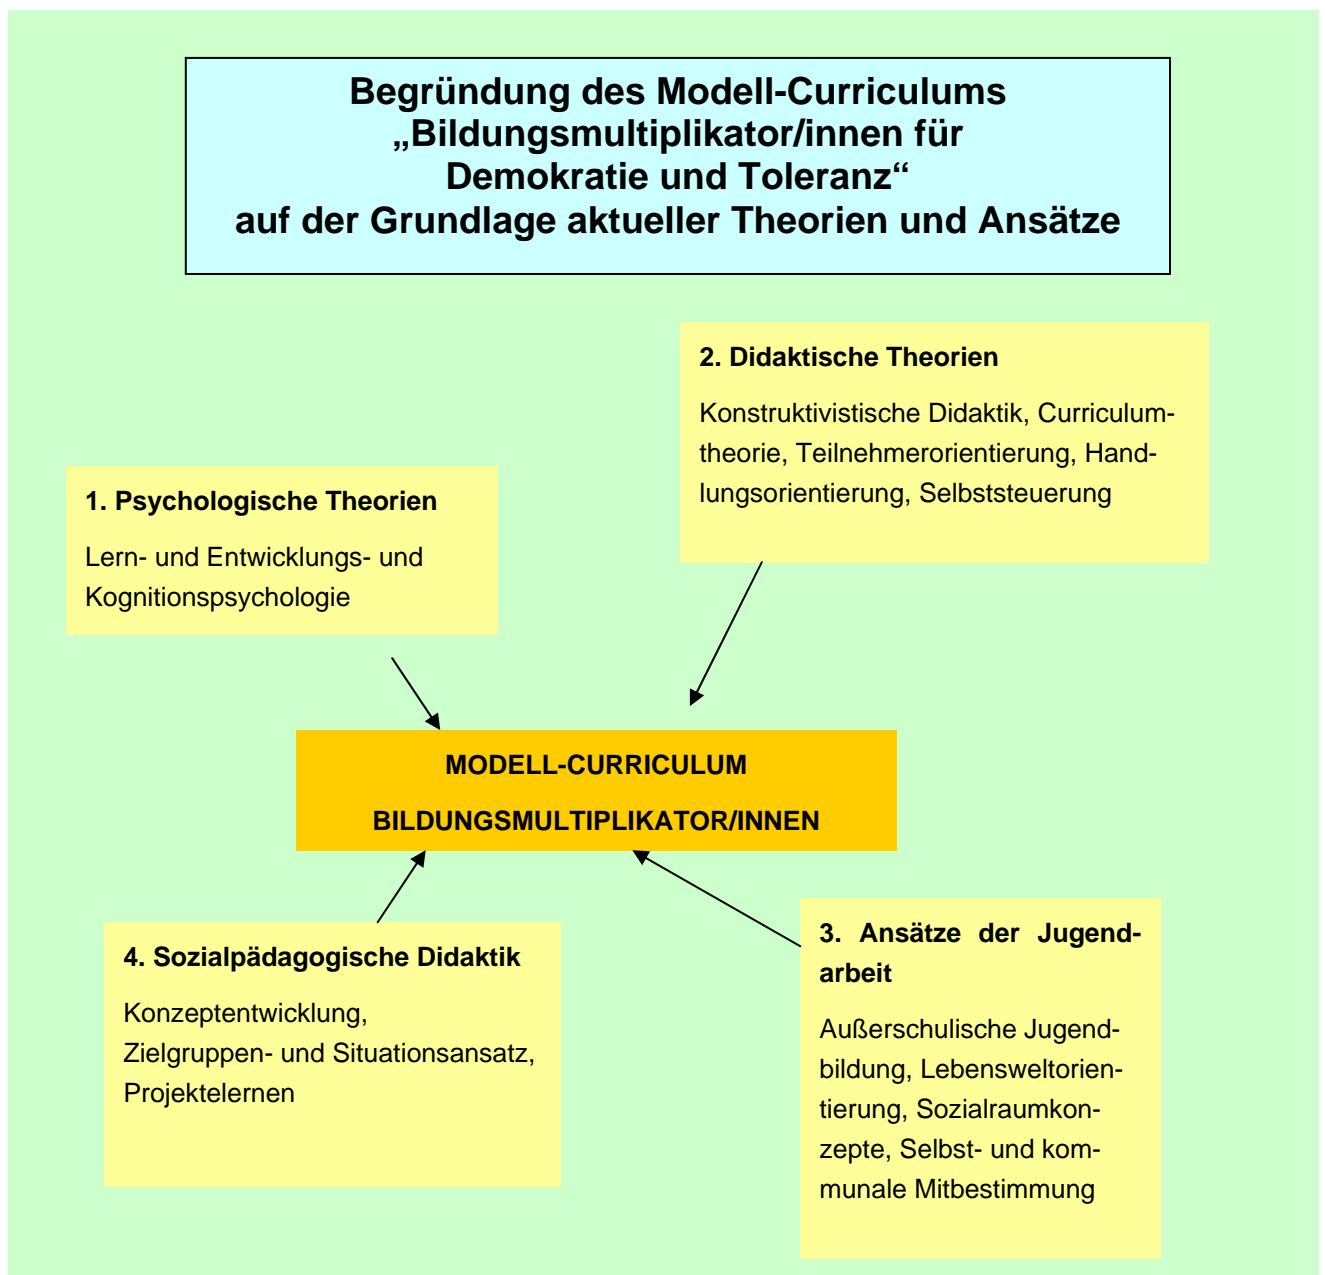 Begründung des Modell-Curriculums
„Bildungsmultiplikator/innen für
Demokratie und Toleranz“
auf der Grundlage aktueller Theorien und Ansätze
1. Psychologische Theorien
Lern- und Entwicklungs- und
Kognitionspsychologie
2. Didaktische Theorien
Konstruktivistische Didaktik, Curriculum-
theorie, Teilnehmerorientierung, Hand-
lungsorientierung, Selbststeuerung
MODELL-CURRICULUM
BILDUNGSMULTIPLIKATOR/INNEN
3. Ansätze der Jugend-
arbeit
Außerschulische Jugend-
bildung, Lebensweltorien-
tierung, Sozialraumkon-
zepte, Selbst- und kom-
munale Mitbestimmung
4. Sozialpädagogische Didaktik
Konzeptentwicklung,
Zielgruppen- und Situationsansatz,
Projektelernen